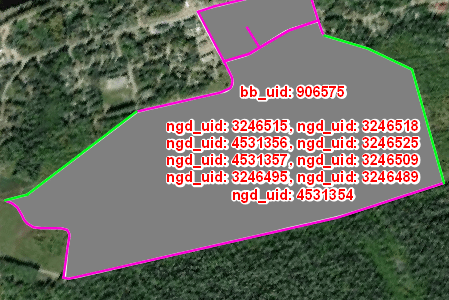 bb_uid: 906575
ngd_uid: 3246515, ngd_uid: 3246518
ngd_uid: 4531356, ngd_uid: 3246525
ngd_uid: 4531357, ngd_uid: 3246509
ngd_uid: 3246495, ngd_uid: 3246489
ngd_uid: 4531354